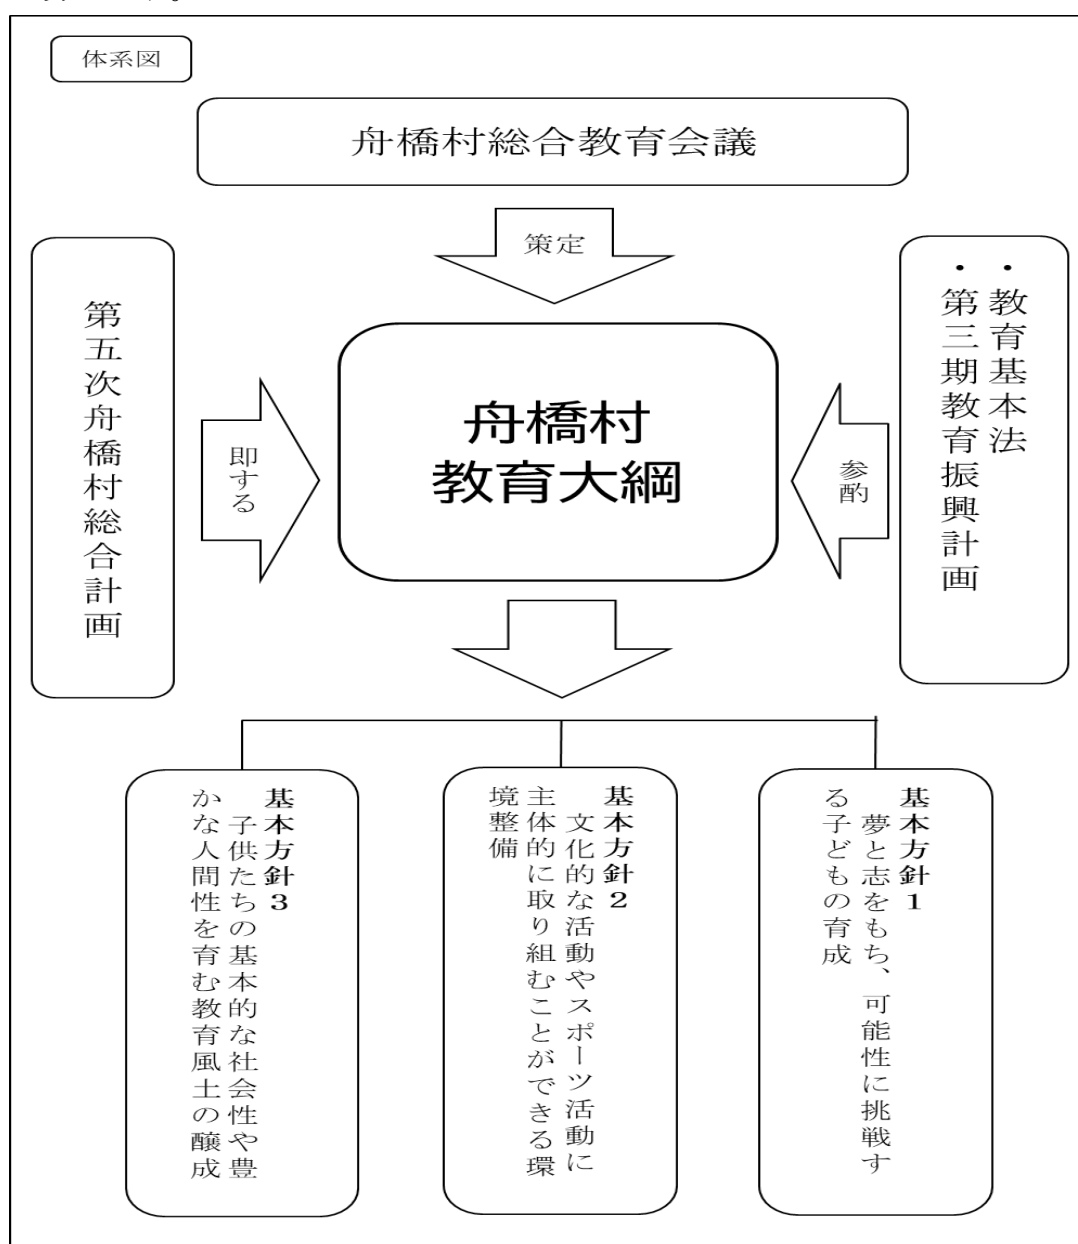 体系図
舟橋村総合教育会議
策定
第五次舟橋村総合計画
即する
舟橋村
教育大綱
参酌
・教育基本法
・第三期教育振興計画
基本方針1
夢と志をもち、可能性に挑戦す
る子どもの育成
基本方針2
文化的な活動やスポーツ活動に
主体的に取り組むことができる環
境整備
基本方針3
子供たちの基本的な社会性や豊
かな人間性を育む教育風土の醸成